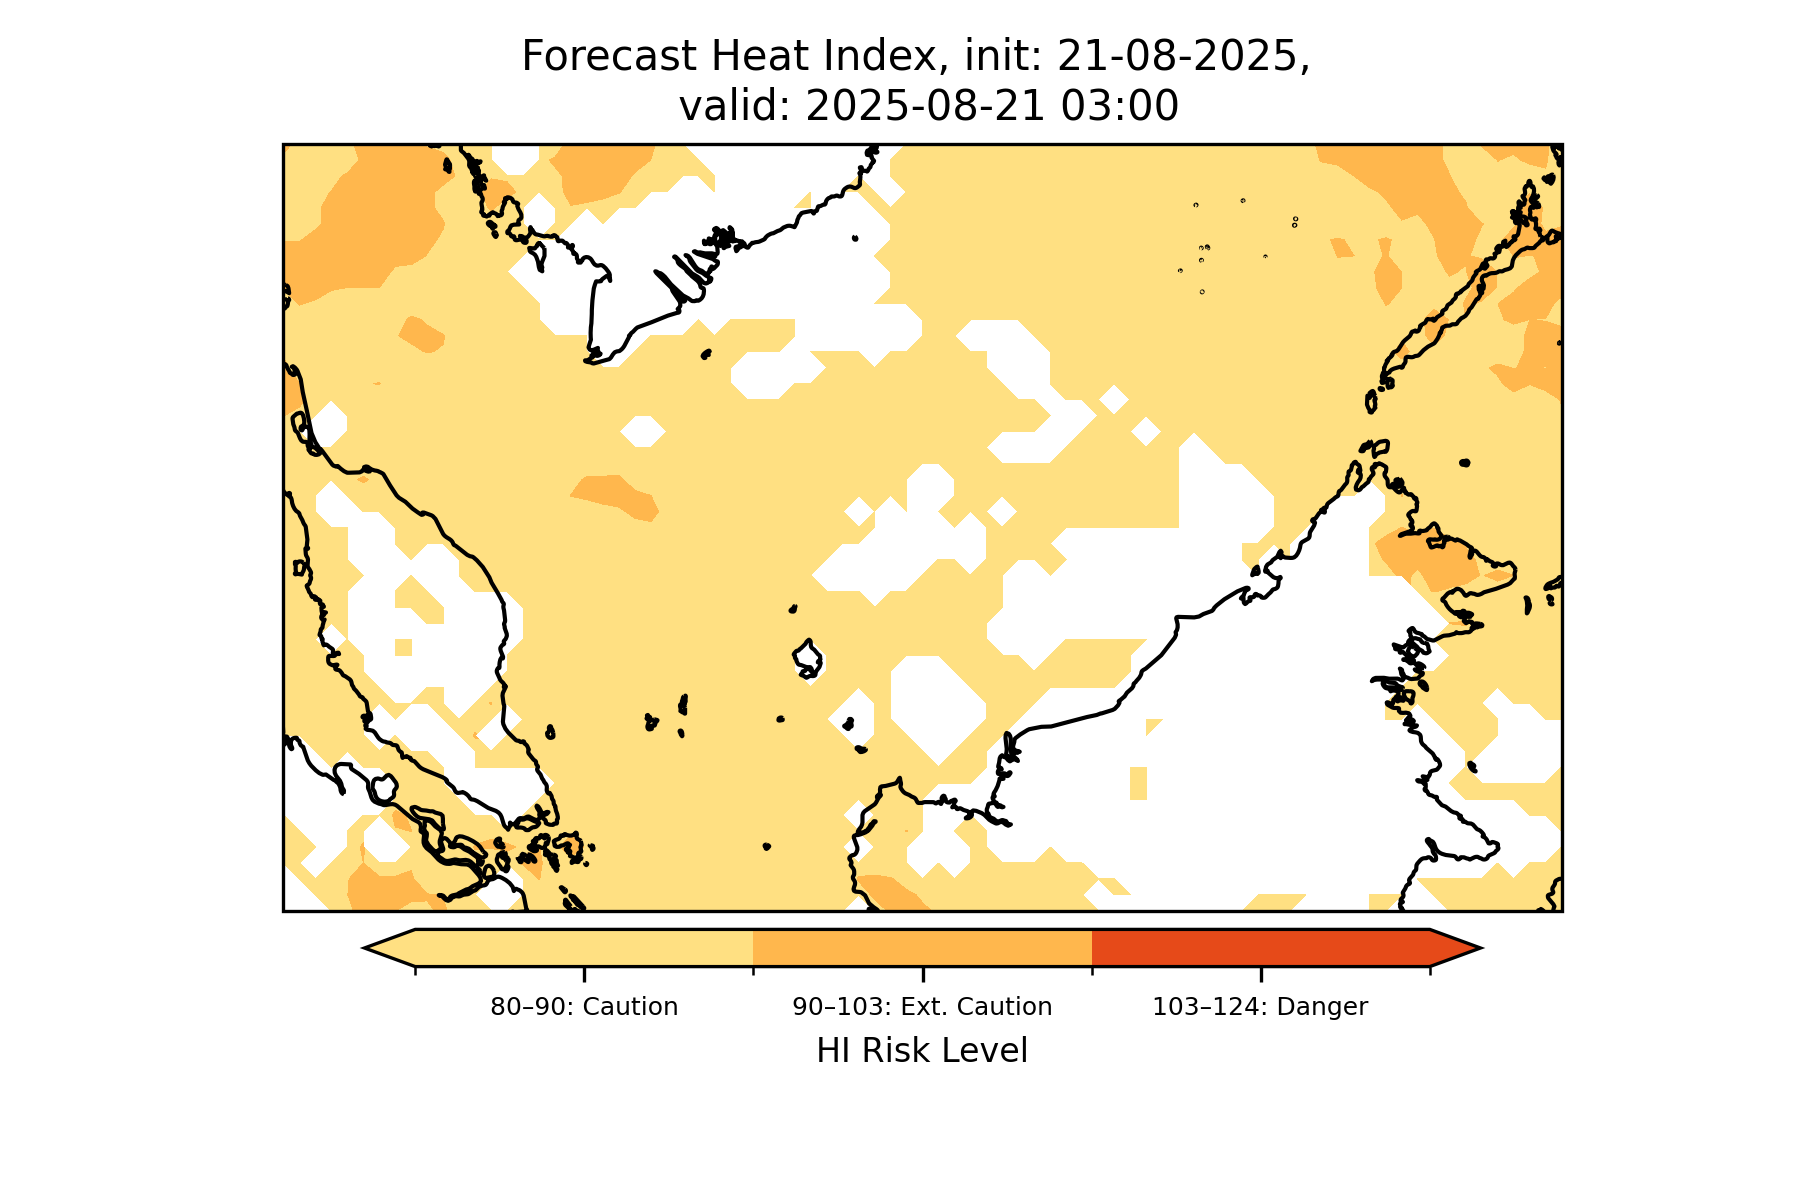 Forecast Heat Index, init: 21-08-2025,
valid: 2025-08-21 03:00
80–90: Caution
90–103: Ext. Caution
103–124: Danger
HI Risk Level